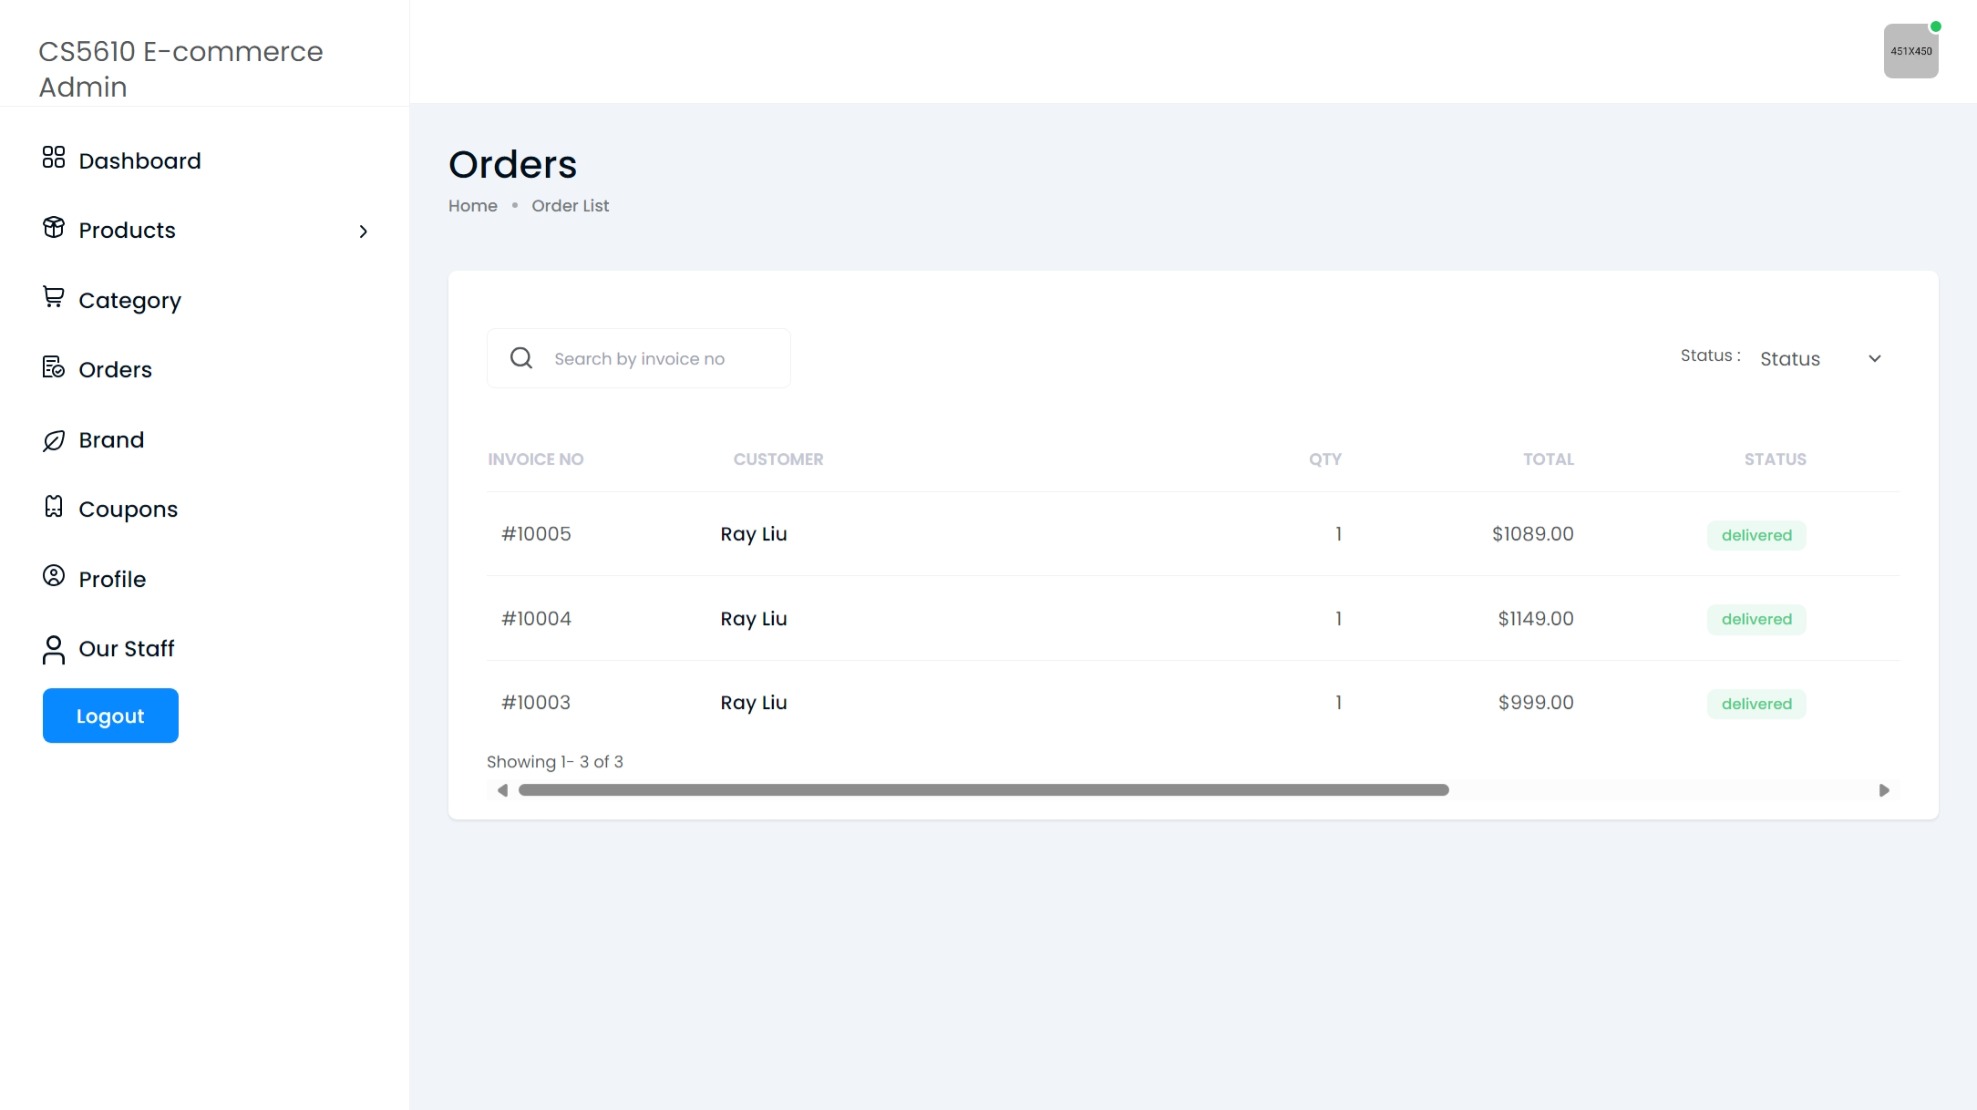 CS5610 E-commerce
Admin
451X450
Dashboard
Products
Category
Orders
Brand
Coupons
Profile
Our Staff
Logout
Orders
Home • Order List
Search by invoice no
Status : Status
INVOICE NO CUSTOMER QTY TOTAL STATUS
#10005 Ray Liu 1 $1089.00 delivered
#10004 Ray Liu 1 $1149.00 delivered
#10003 Ray Liu 1 $999.00 delivered
Showing 1- 3 of 3